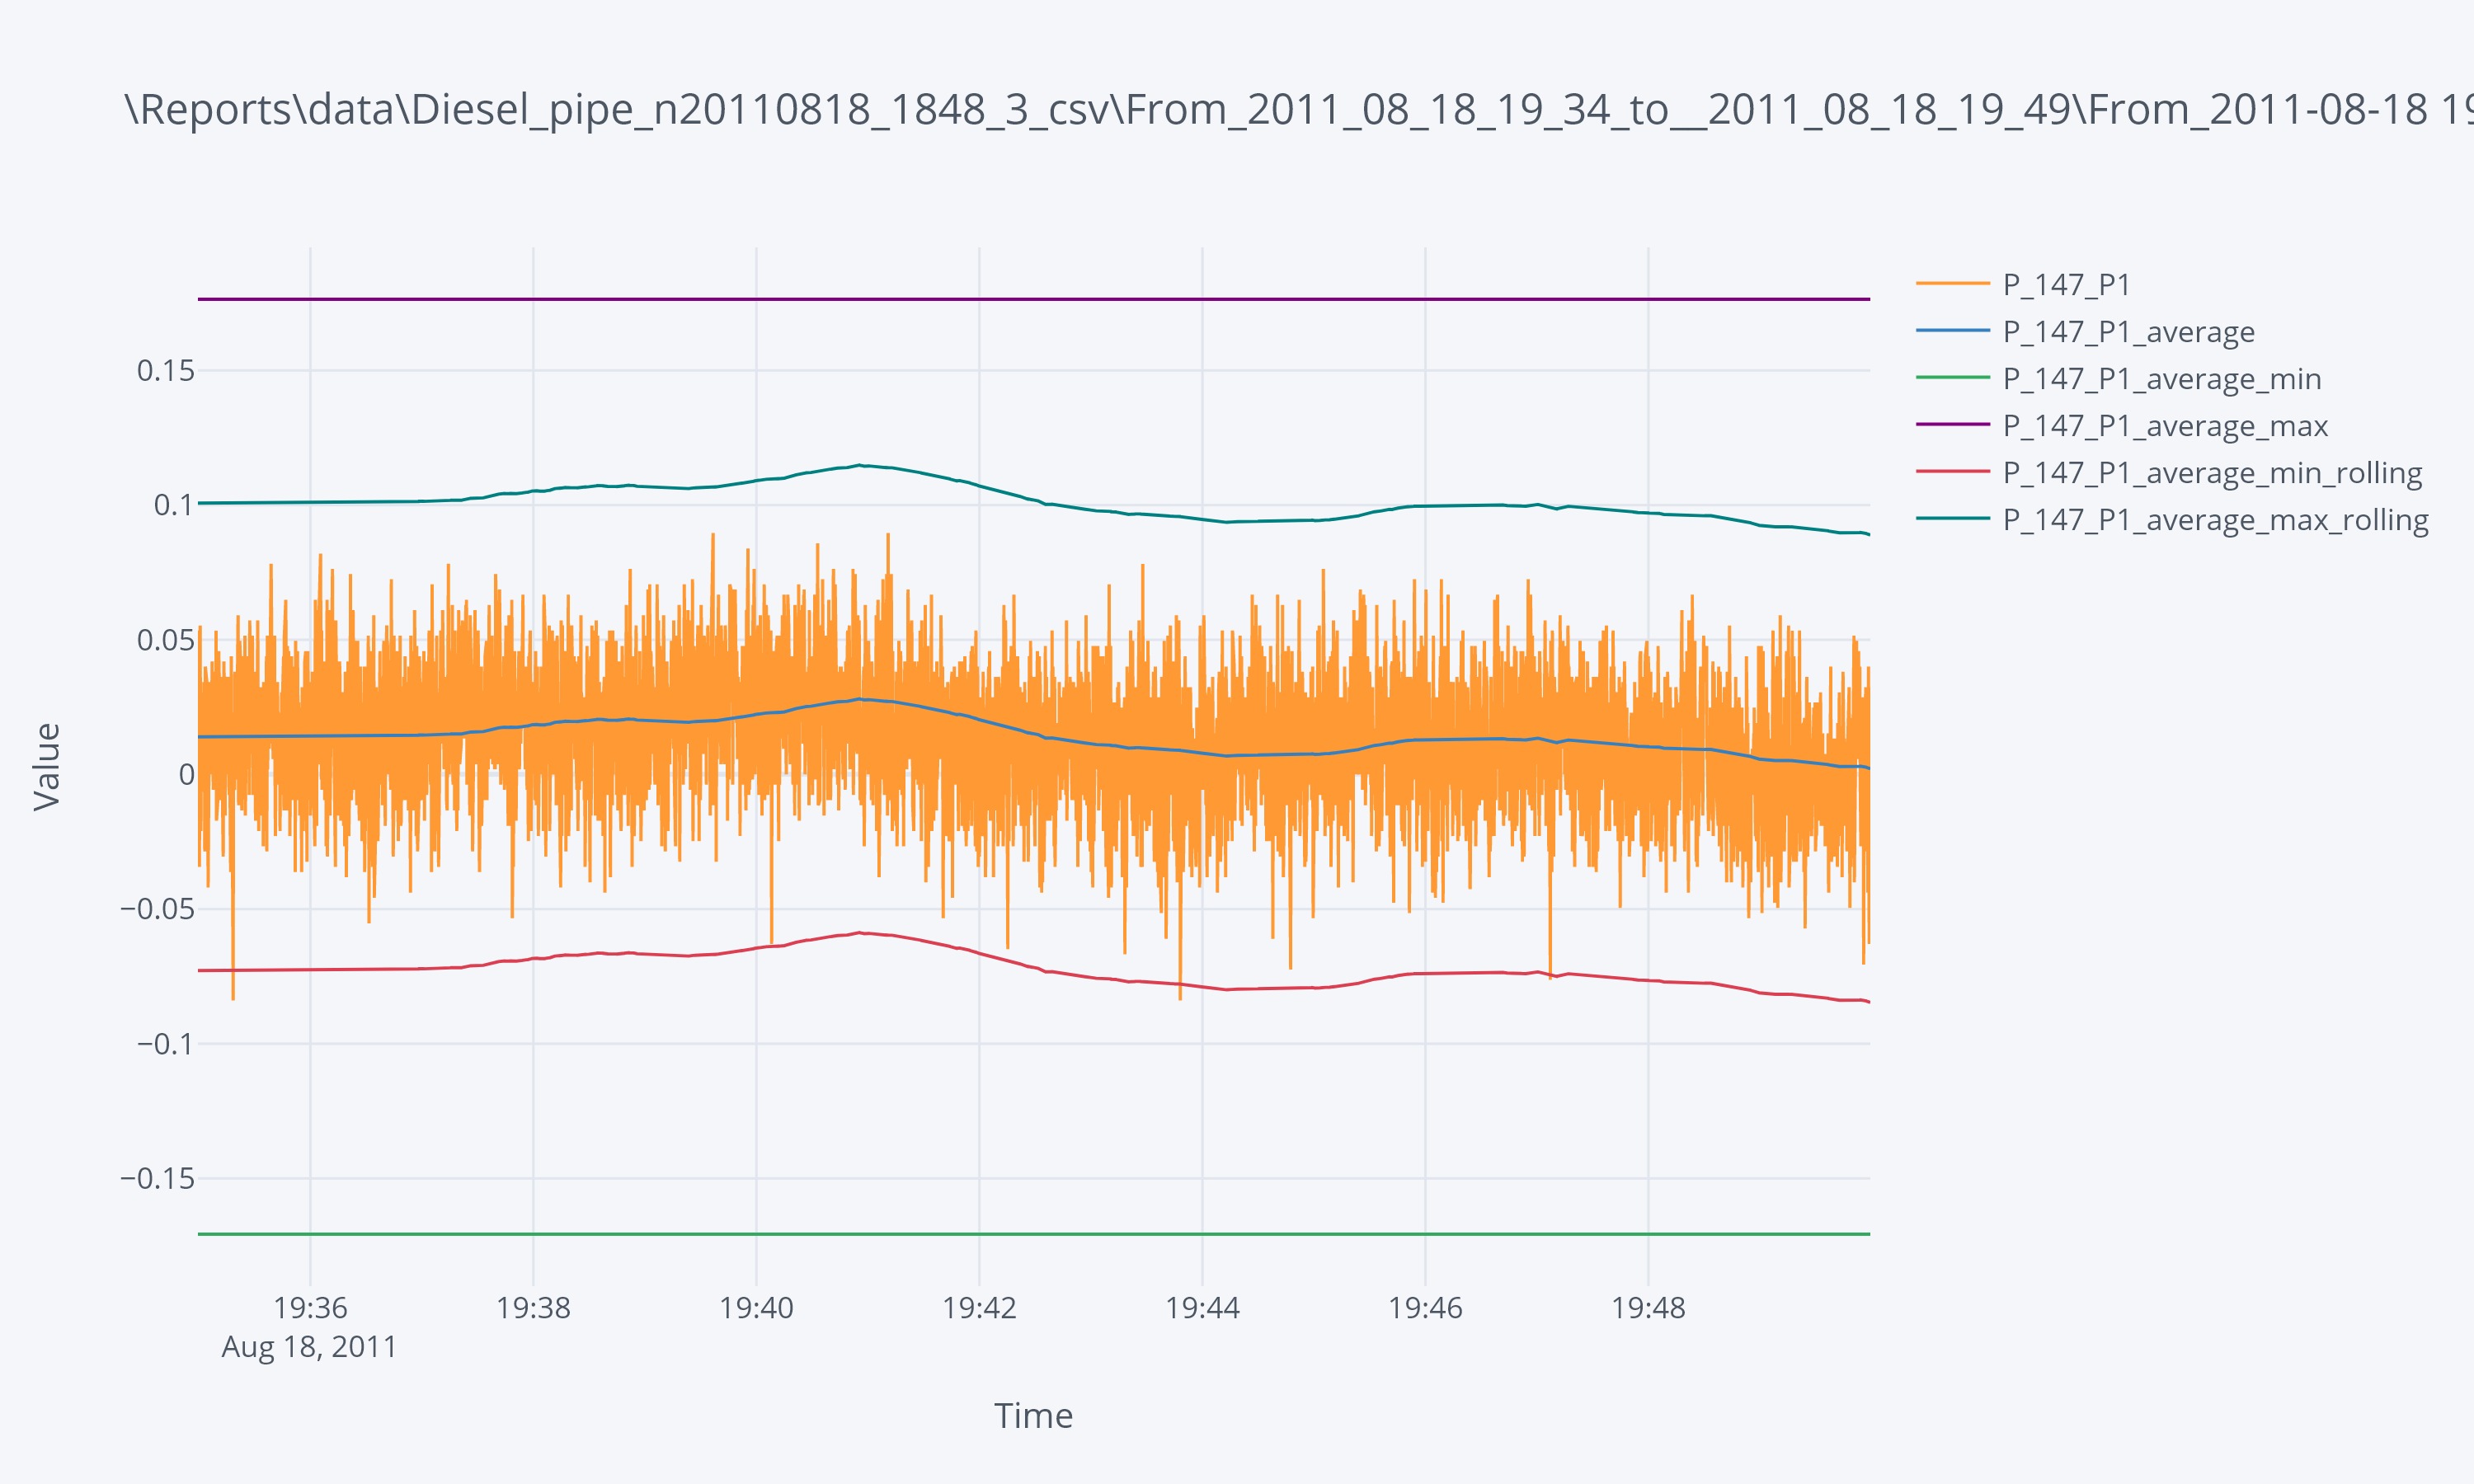 \Reports\data\Diesel_pipe_n20110818_1848_3_csv\From_2011_08_18_19_34_to__2011_08_18_19_49\From_2011-08-18 19
P_147_P1
P_147_P1_average
P_147_P1_average_min
P_147_P1_average_max
P_147_P1_average_min_rolling
P_147_P1_average_max_rolling
Value
0.15
0.1
0.05
0
−0.05
−0.1
−0.15
19:36 19:38 19:40 19:42 19:44 19:46 19:48
Aug 18, 2011
Time